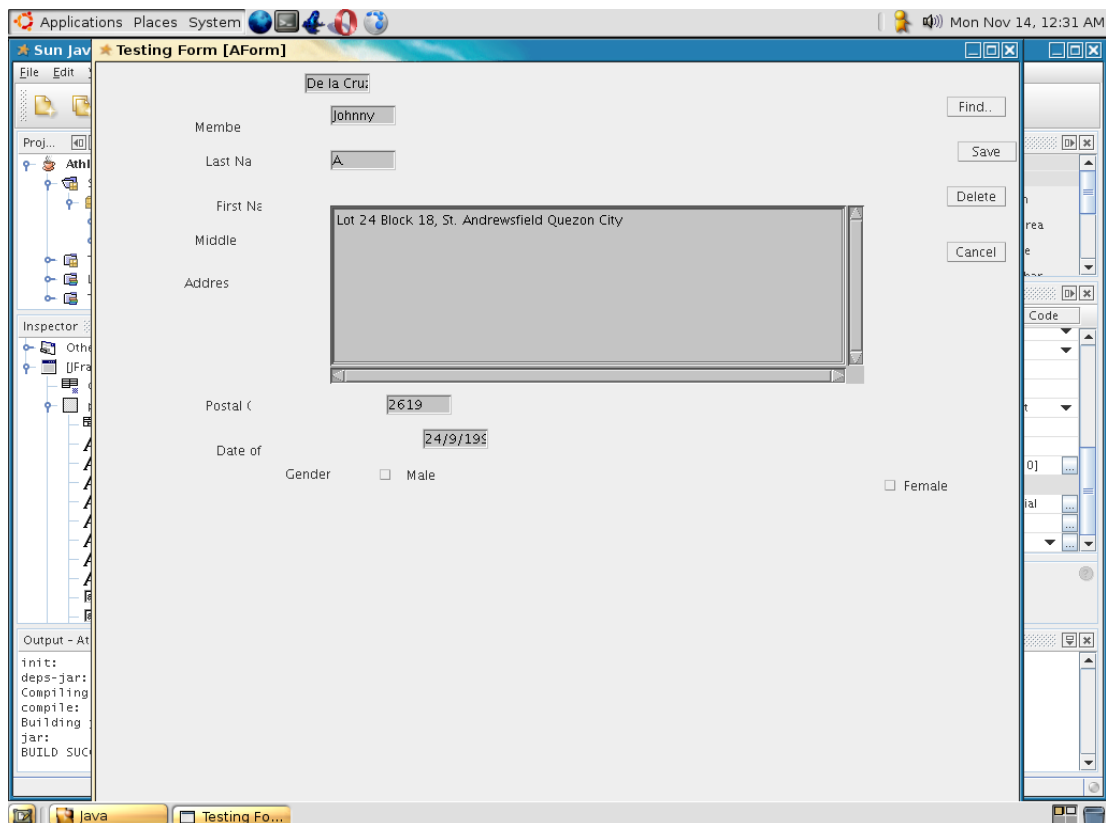 Applications Places System Mon Nov 14, 12:31 AM
Sun Jav Testing Form [AForm]
File Edit
De la Cru
Johnny
Find..
Membe
Proj...
Save
Last Na
A
Athl
Delete
First Na
Lot 24 Block 18, St. Andrewsfield Quezon City
rea
Middle
Cancel
Addres
Code
Inspector
Othe
[JFra
Postal (
2619
Date of
24/9/199
0]
Gender
Male
Female
ial
Output - At
init:
deps-jar:
Compiling
compile:
Building
jar:
BUILD SUC
Java Testing Fo...